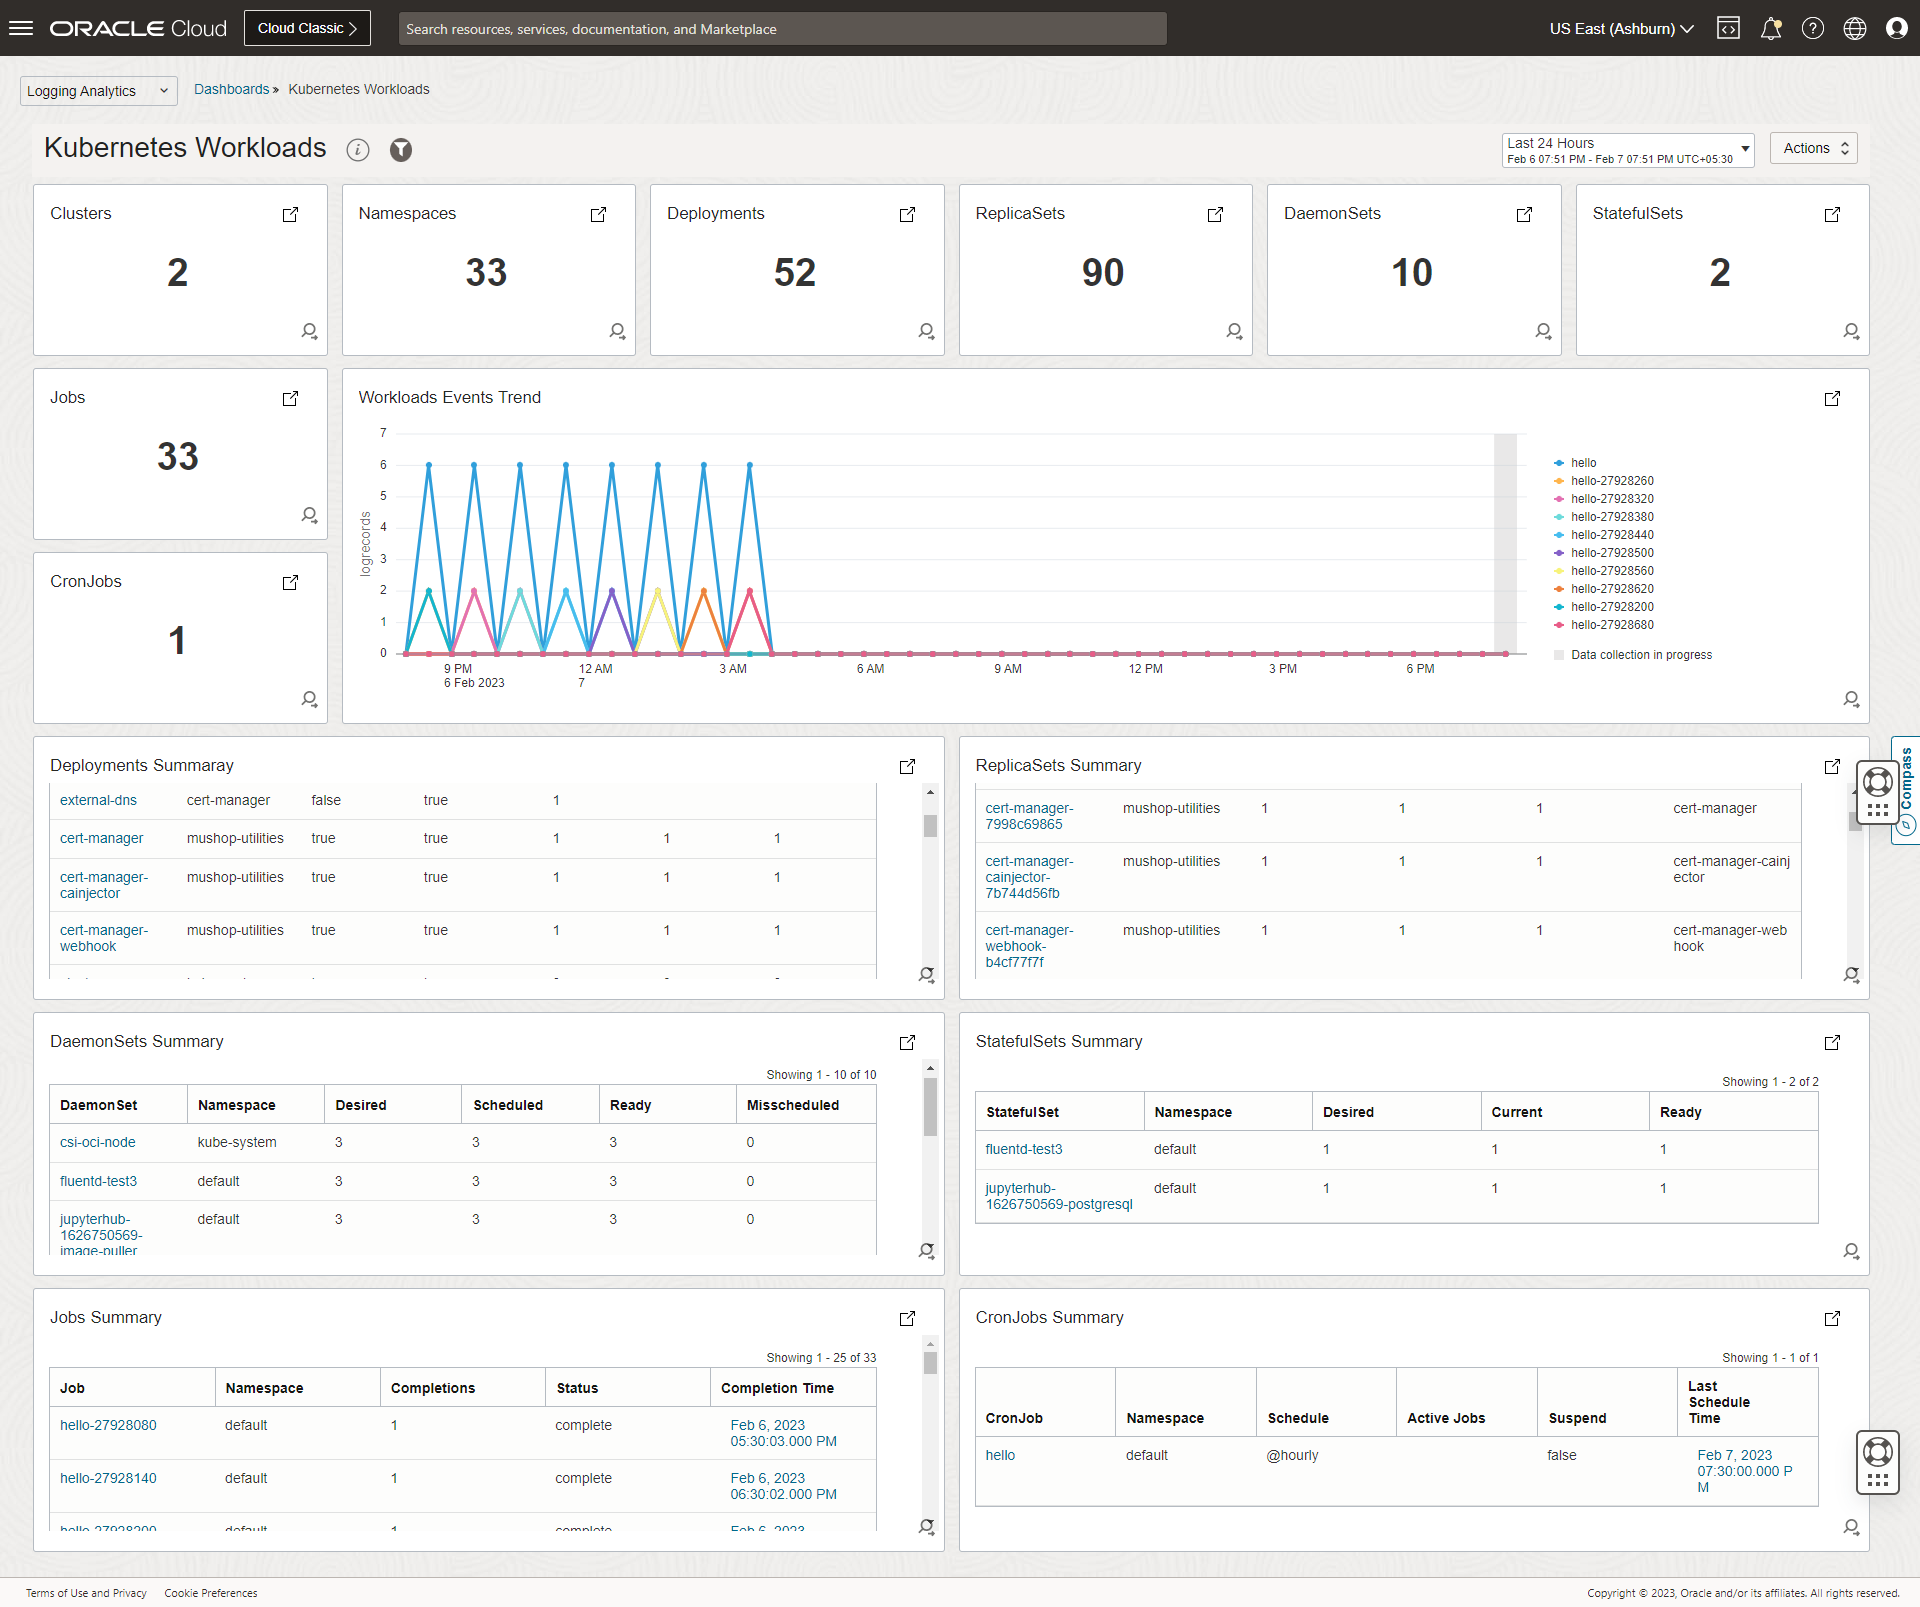 ORACLE Cloud
Cloud Classic
Search resources, services, documentation, and Marketplace
US East (Ashburn)
Logging Analytics
Dashboards » Kubernetes Workloads
Kubernetes Workloads
Last 24 Hours
Feb 6 07:51 PM - Feb 7 07:51 PM UTC+05:30
Actions
Clusters
2
Namespaces
33
Deployments
52
ReplicaSets
90
DaemonSets
10
StatefulSets
2
Jobs
33
CronJobs
1
Workloads Events Trend
logrecords
7
6
5
4
3
2
1
0
9 PM 12 AM 3 AM 6 AM 9 AM 12 PM 3 PM 6 PM
6 Feb 2023 7
hello
hello-27928260
hello-27928320
hello-27928380
hello-27928440
hello-27928500
hello-27928560
hello-27928620
hello-27928200
hello-27928680
Data collection in progress
Deployments Summaray
external-dns cert-manager false true 1
cert-manager mushop-utilities true true 1 1 1
cert-manager- mushop-utilities true true 1 1 1
cainjector
cert-manager- mushop-utilities true true 1 1 1
webhook
ReplicaSets Summary
cert-manager- mushop-utilities 1 1 1 cert-manager
7998c69865
cert-manager- mushop-utilities 1 1 1 cert-manager-cainj
cainjector- ector
7b744d56fb
cert-manager- mushop-utilities 1 1 1 cert-manager-web
webhook- hook
b4cf77f7f
Compass
DaemonSets Summary
Showing 1 - 10 of 10
DaemonSet Namespace Desired Scheduled Ready Misscheduled
csi-oci-node kube-system 3 3 3 0
fluentd-test3 default 3 3 3 0
jupyterhub- default 3 3 3 0
1626750569-
image-puller
StatefulSets Summary
Showing 1 - 2 of 2
StatefulSet Namespace Desired Current Ready
fluentd-test3 default 1 1 1
jupyterhub- default 1 1 1
1626750569-postgresql
Jobs Summary
Showing 1 - 25 of 33
Job Namespace Completions Status Completion Time
hello-27928080 default 1 complete Feb 6, 2023
05:30:03.000 PM
hello-27928140 default 1 complete Feb 6, 2023
06:30:02.000 PM
hello-27928200 default 1 complete Feb 6, 2023
CronJobs Summary
Showing 1 - 1 of 1
CronJob Namespace Schedule Active Jobs Suspend Last
Schedule
Time
hello default @hourly false Feb 7, 2023
07:30:00.000 P
M
Terms of Use and Privacy Cookie Preferences
Copyright © 2023, Oracle and/or its affiliates. All rights reserved.